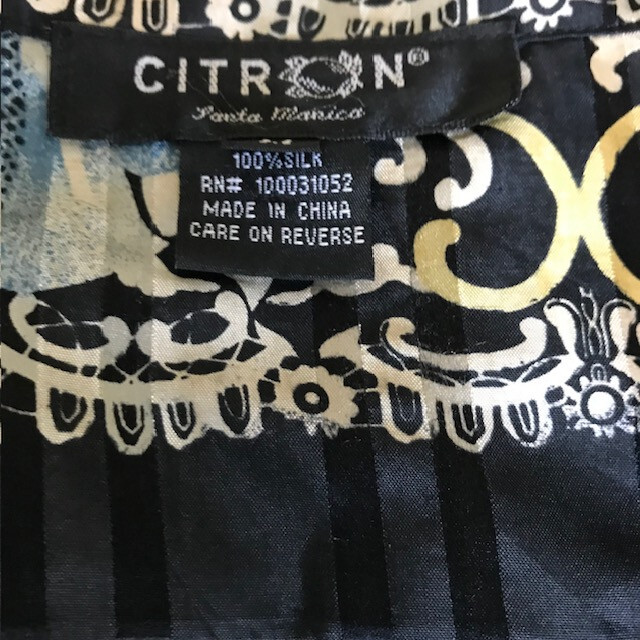 CITRON®
Santa Monica
100% SILK
RN# 100031052
MADE IN CHINA
CARE ON REVERSE